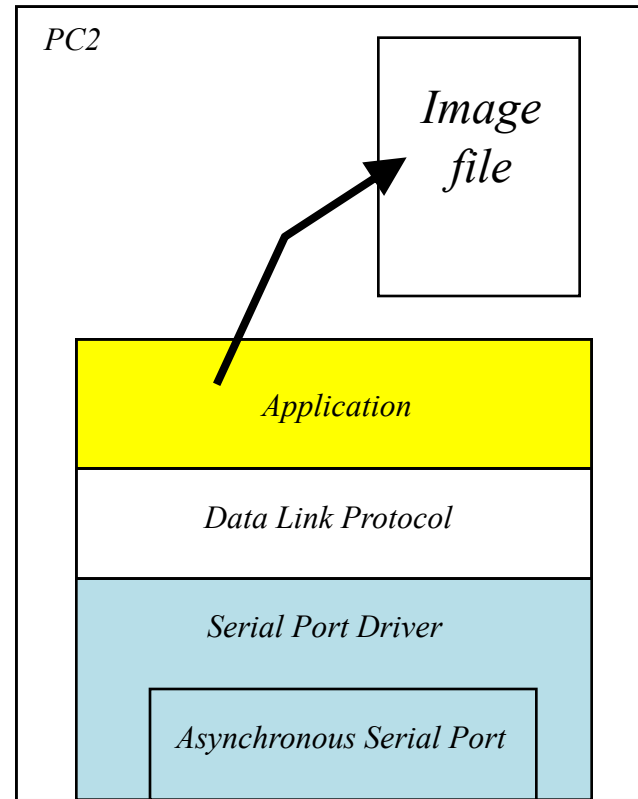 PC2
Image
file
Application
Data Link Protocol
Serial Port Driver
Asynchronous Serial Port